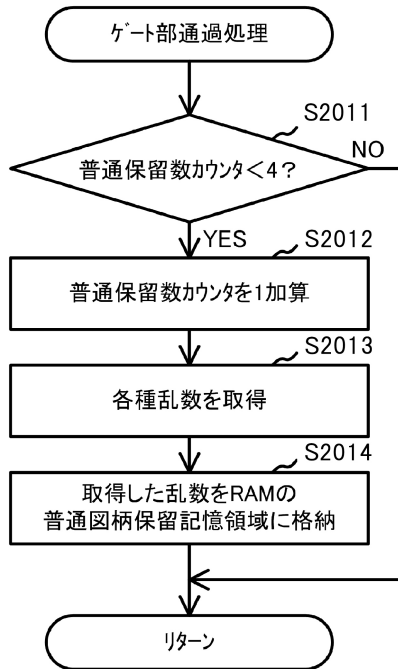 ゲート部通過処理
S2011
普通保留数カウンタ<4?
NO
YES
S2012
普通保留数カウンタを1加算
S2013
各種乱数を取得
S2014
取得した乱数をRAMの
普通図柄保留記憶領域に格納
リターン